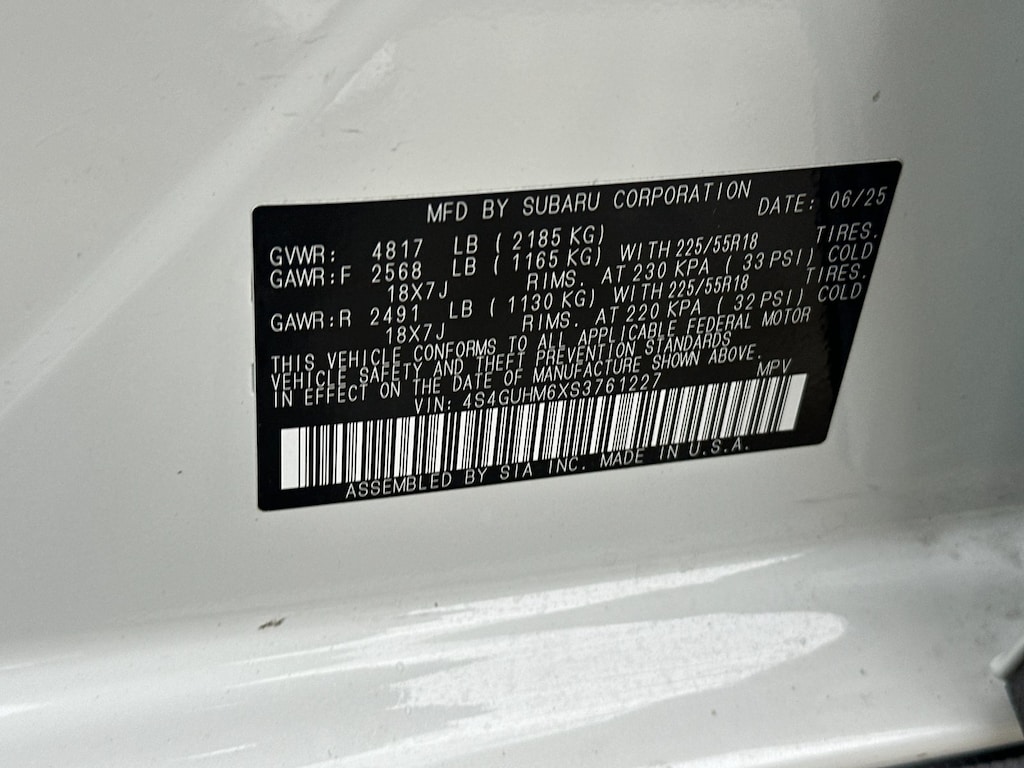 MFD BY SUBARU CORPORATION DATE: 06/25
GVWR: 4817 LB ( 2185 KG)
GAWR:F 2568 LB ( 1165 KG) WITH 225/55R18 TIRES.
18X7J RIMS. AT 230 KPA ( 33 PSI) COLD
GAWR:R 2491 LB ( 1130 KG) WITH 225/55R18 TIRES.
18X7J RIMS. AT 220 KPA ( 32 PSI) COLD
THIS VEHICLE CONFORMS TO ALL APPLICABLE FEDERAL MOTOR
VEHICLE SAFETY AND THEFT PREVENTION STANDARDS
IN EFFECT ON THE DATE OF MANUFACTURE SHOWN ABOVE.
VIN: 4S4GUHM6XS3761227 MPV
ASSEMBLED BY SIA INC. MADE IN U.S.A.